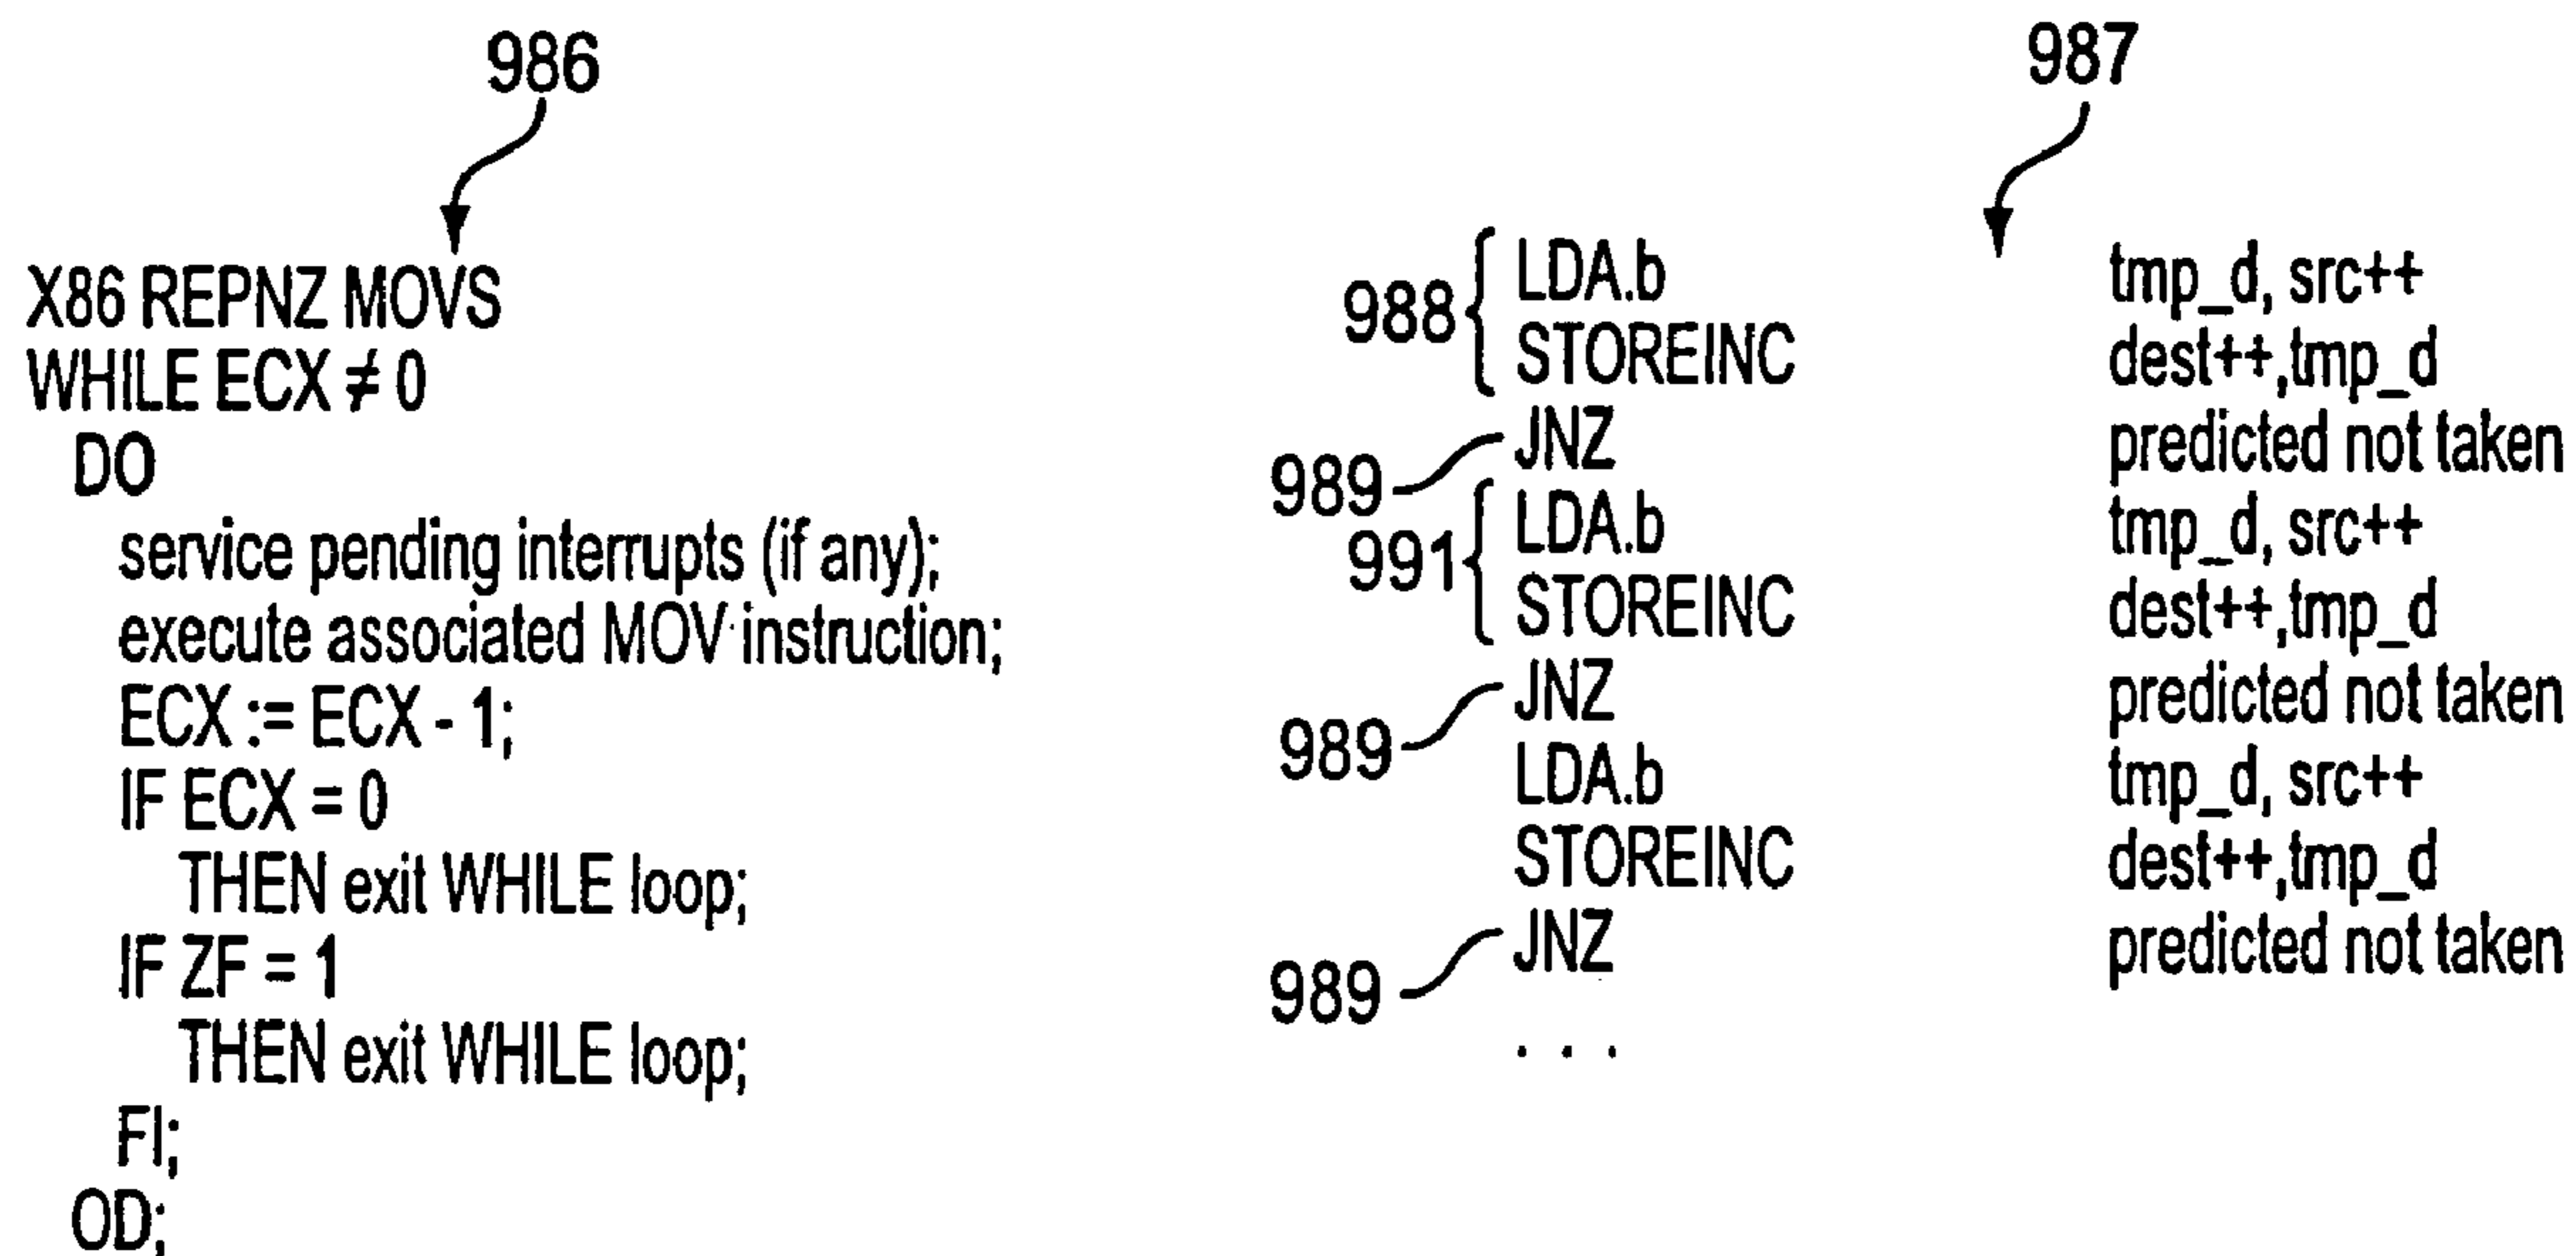 986
X86 REPNZ MOVS
WHILE ECX ≠ 0
DO
service pending interrupts (if any);
execute associated MOV instruction;
ECX := ECX - 1;
IF ECX = 0
THEN exit WHILE loop;
IF ZF = 1
THEN exit WHILE loop;
FI;
OD;
987
988 LDA.b tmp_d, src++
STOREINC dest++,tmp_d
989 JNZ predicted not taken
991 LDA.b tmp_d, src++
STOREINC dest++,tmp_d
989 JNZ predicted not taken
LDA.b tmp_d, src++
STOREINC dest++,tmp_d
989 JNZ predicted not taken
. . .